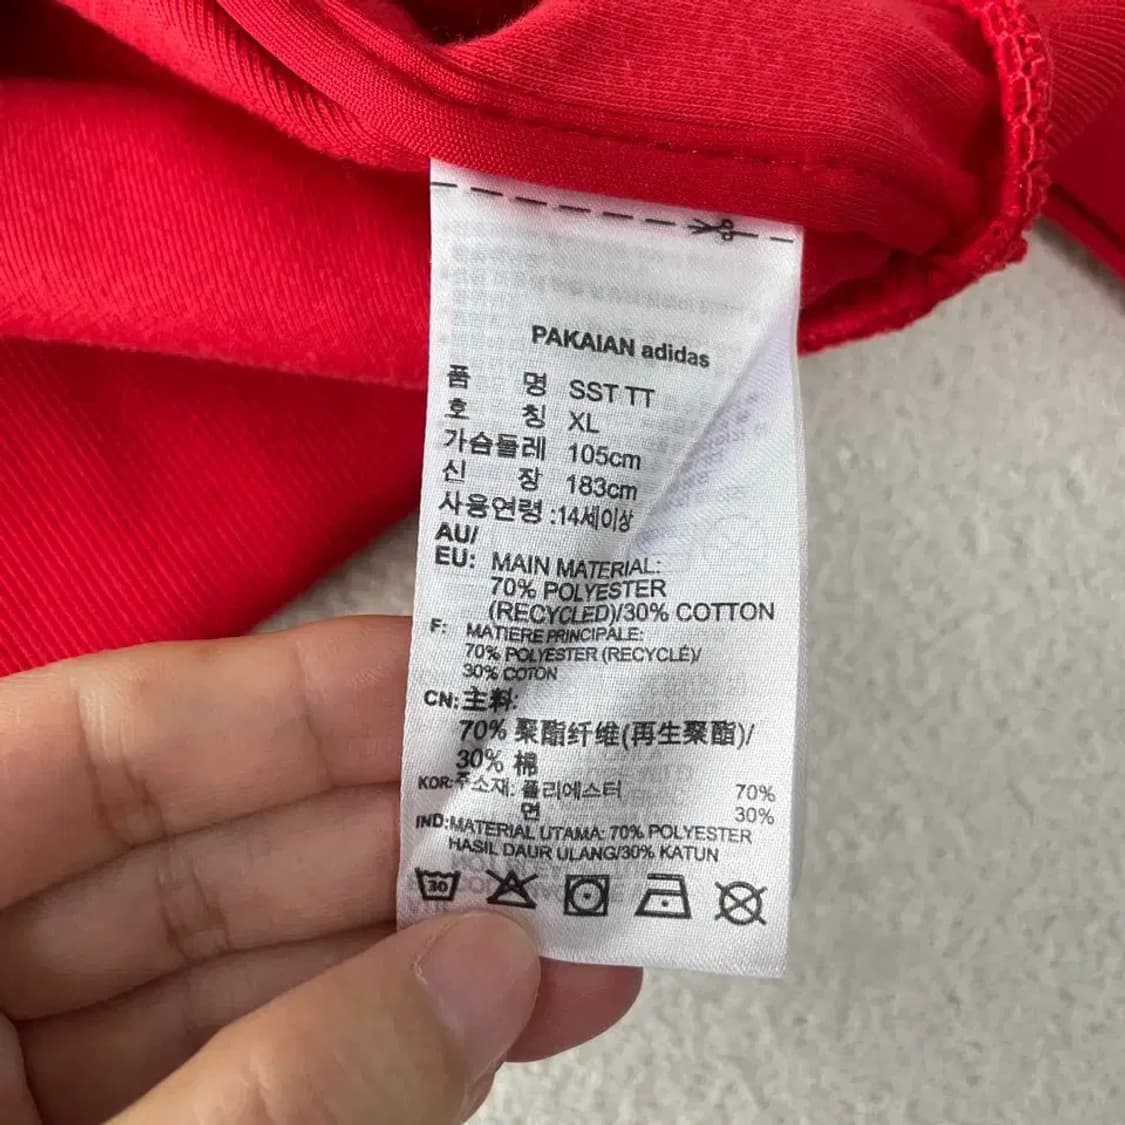 PAKAIAN adidas
품 명 SST TT
호 칭 XL
가슴둘레 105cm
신 장 183cm
사용연령 :14세이상
AU/
EU: MAIN MATERIAL:
70% POLYESTER
(RECYCLED)/30% COTTON
F: MATIERE PRINCIPALE:
70% POLYESTER (RECYCLÉ)/
30% COTON
CN:主料:
70% 聚酯纤维(再生聚酯)/
30% 棉
KOR:주소재: 폴리에스터 70%
면 30%
IND:MATERIAL UTAMA: 70% POLYESTER
HASIL DAUR ULANG/30% KATUN
30